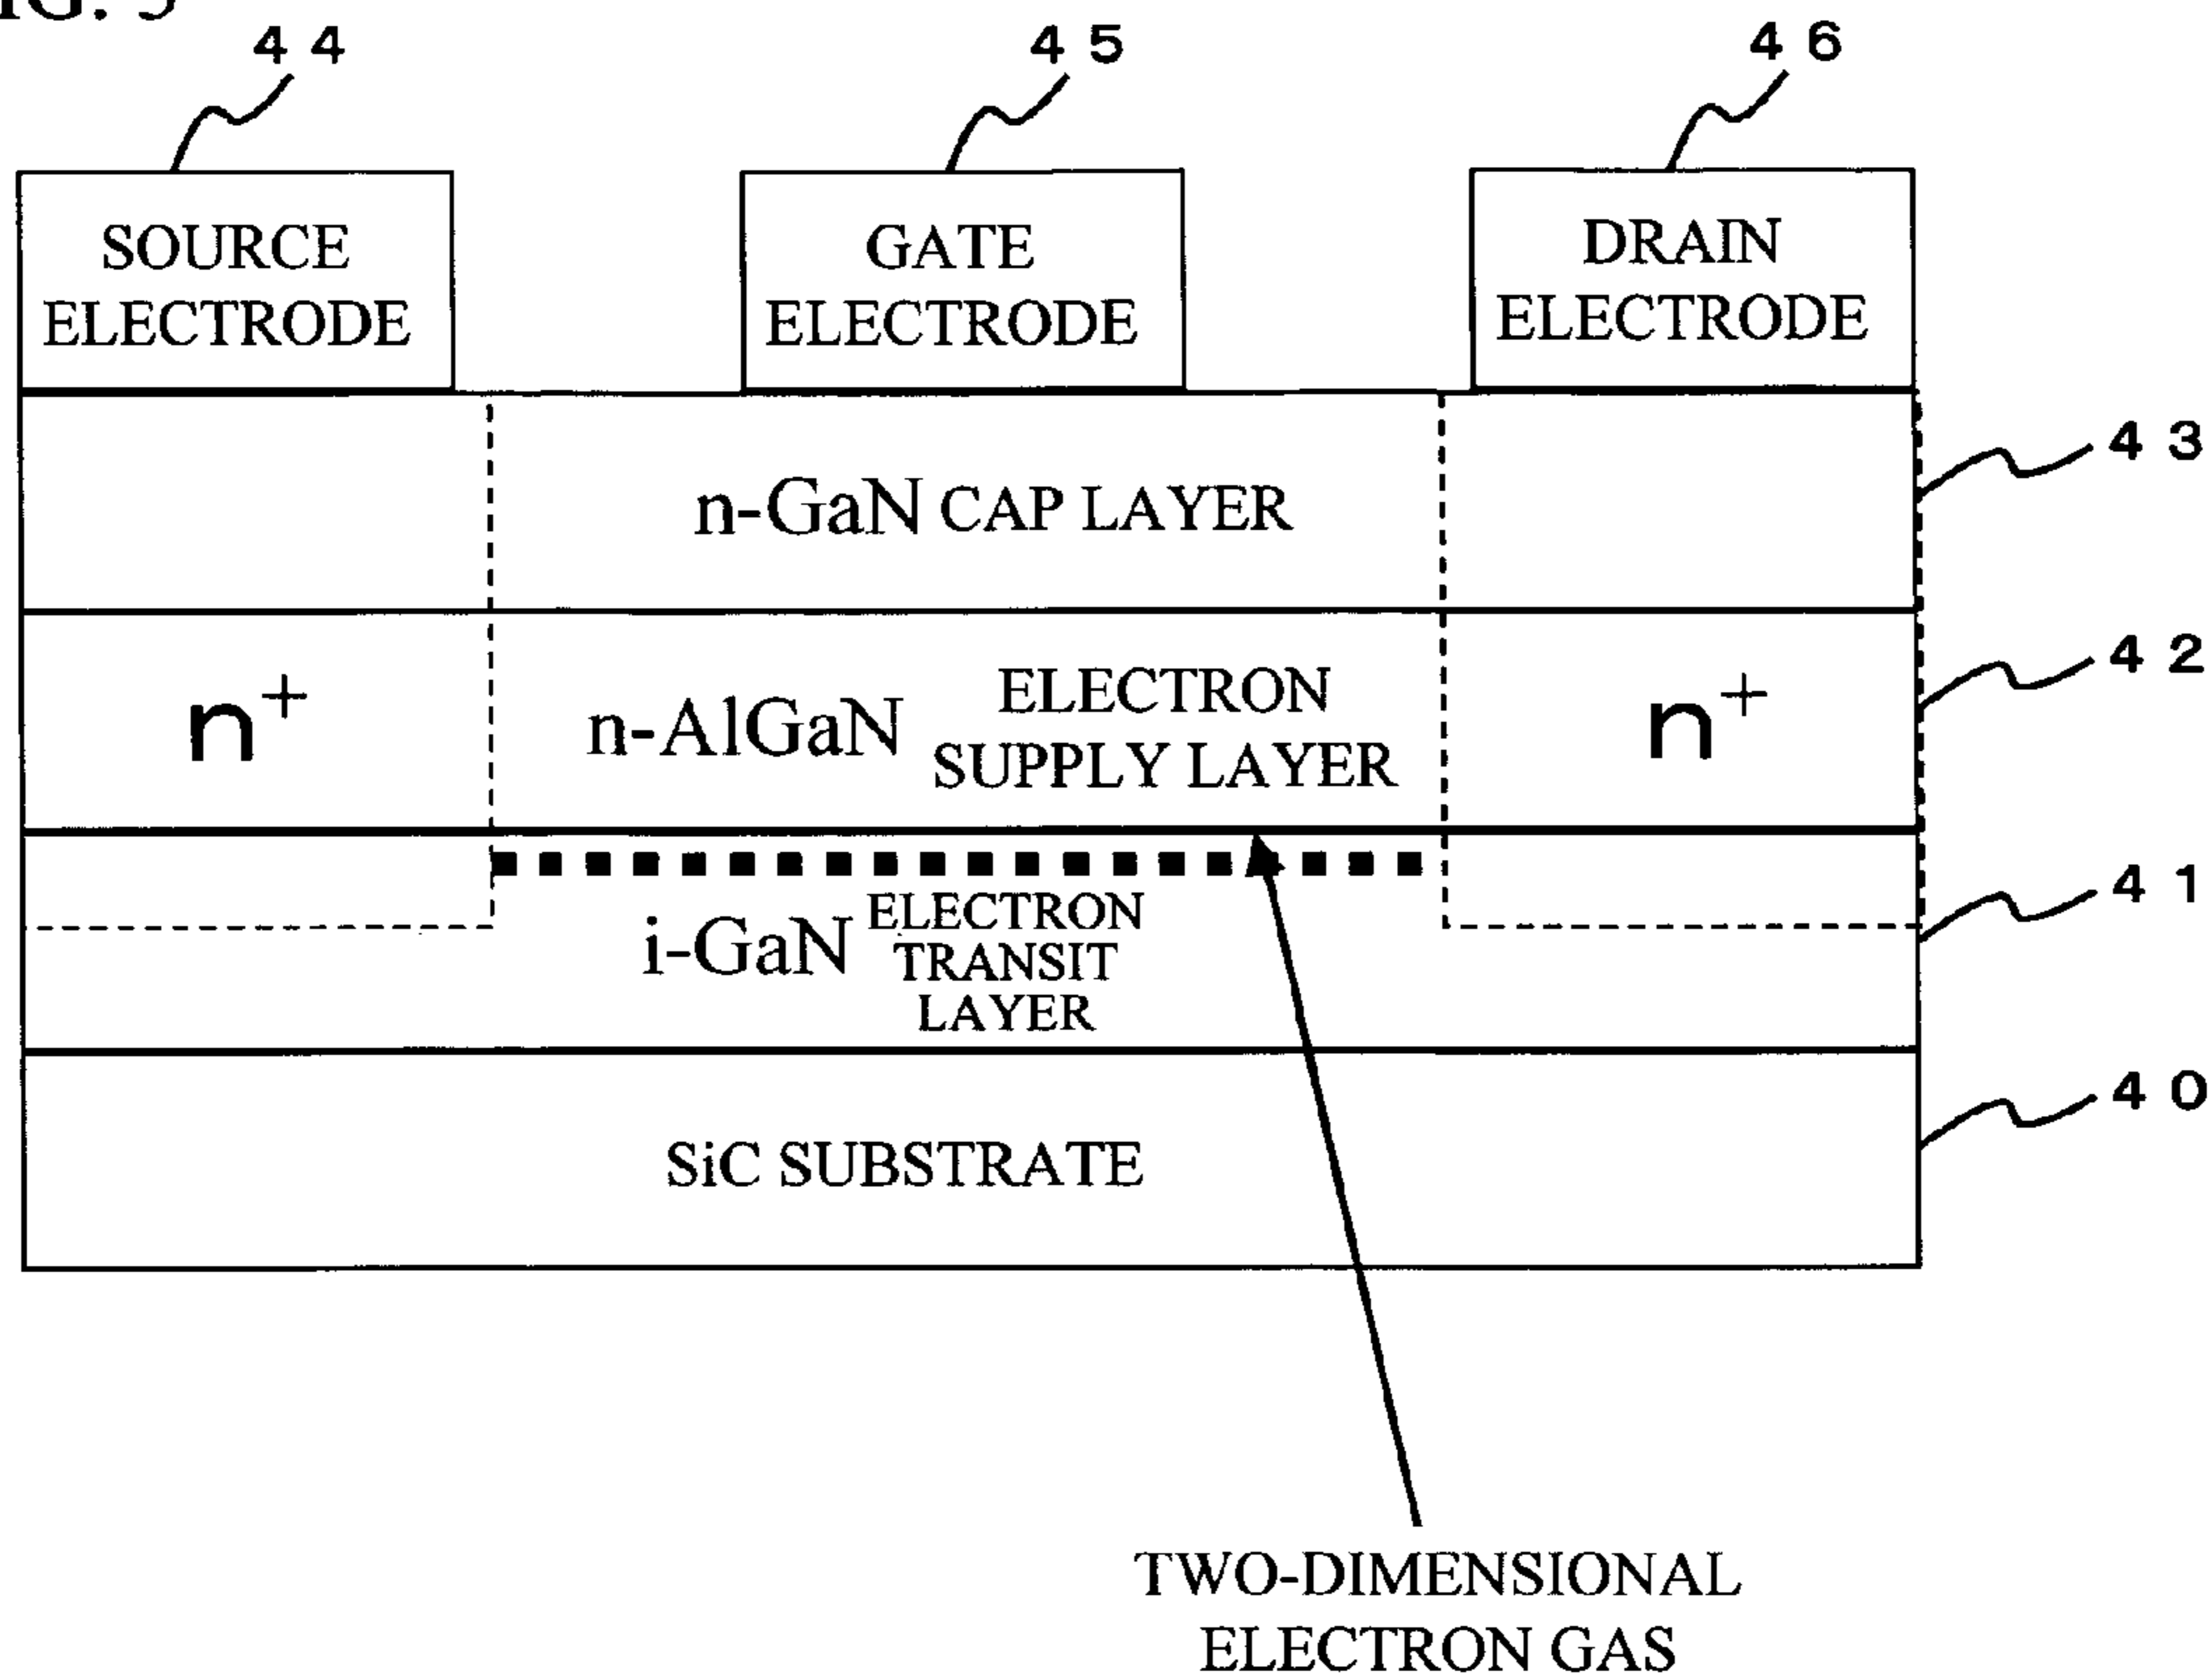 44
45
46
SOURCE
ELECTRODE
GATE
ELECTRODE
DRAIN
ELECTRODE
n-GaN CAP LAYER
43
n+
n-AlGaN ELECTRON
SUPPLY LAYER
n+
42
i-GaN ELECTRON
TRANSIT
LAYER
41
SiC SUBSTRATE
40
TWO-DIMENSIONAL
ELECTRON GAS